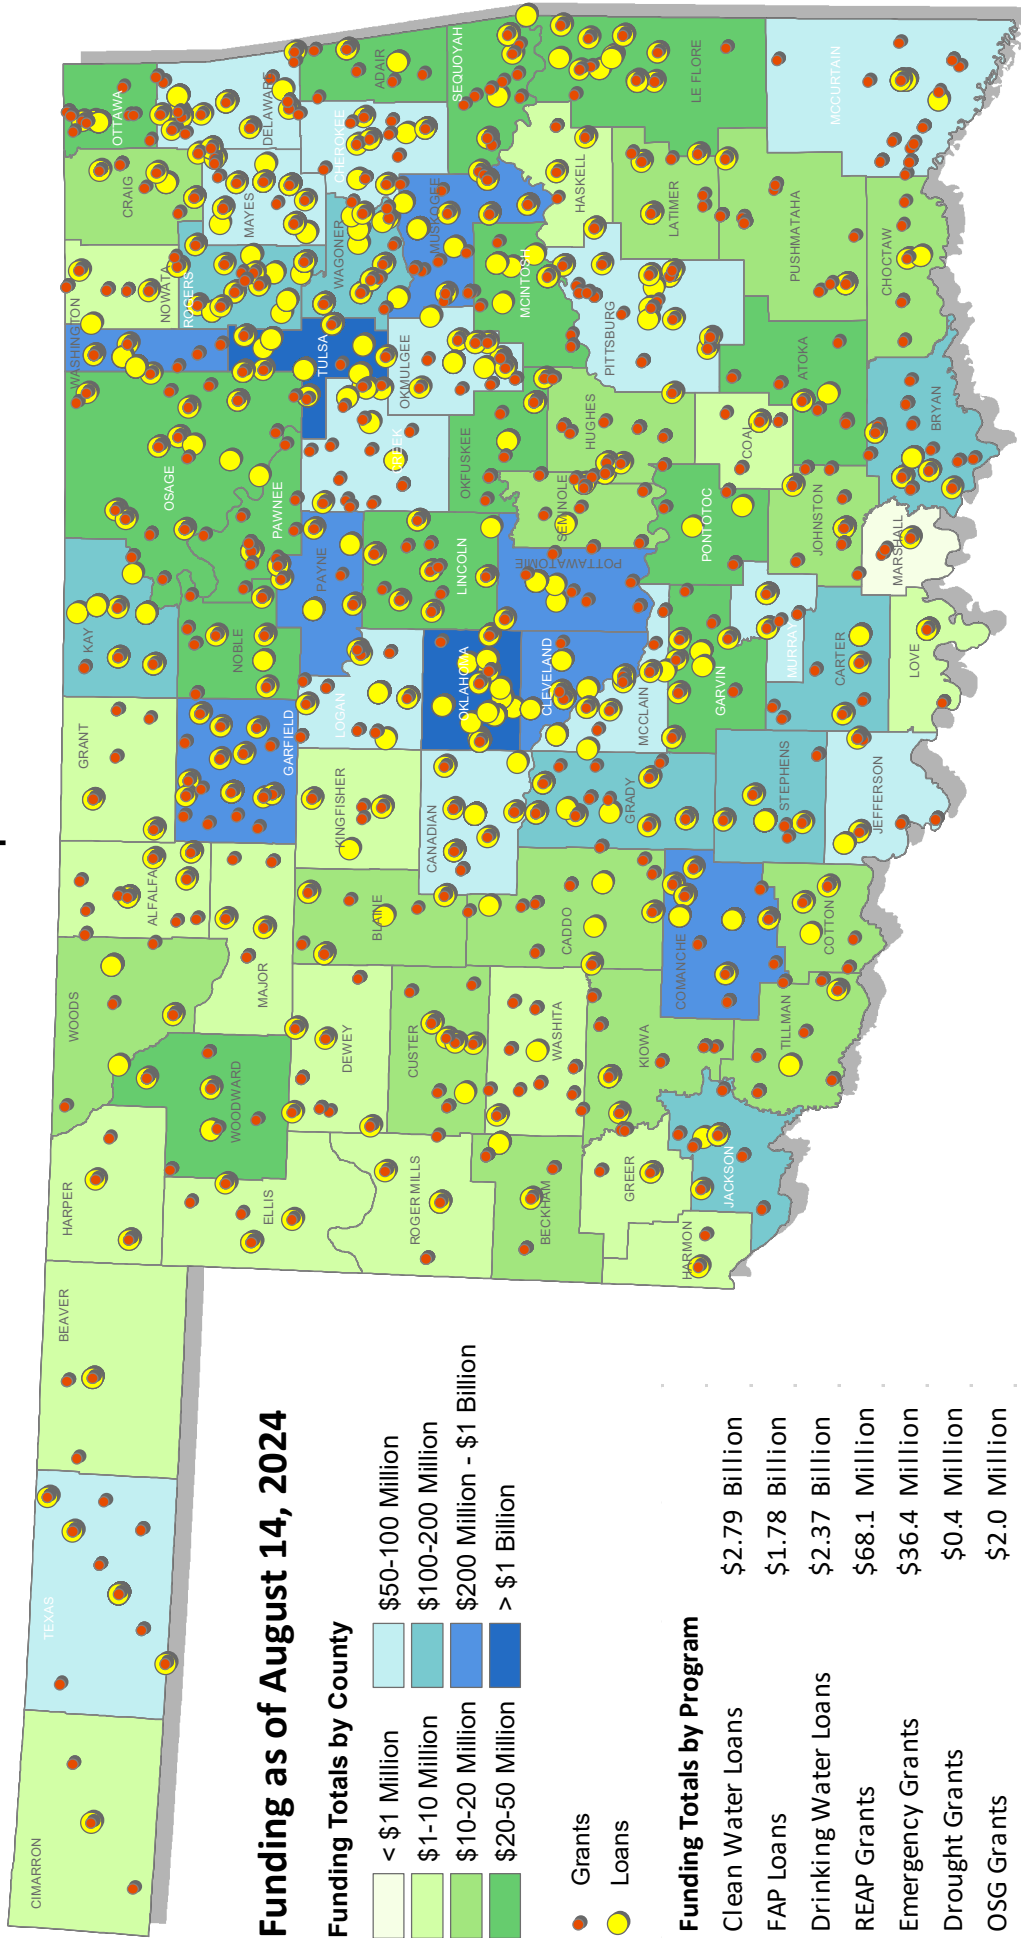 Funding as of August 14, 2024
Funding Totals by County
< $1 Million
$1-10 Million
$10-20 Million
$20-50 Million
$50-100 Million
$100-200 Million
$200 Million - $1 Billion
> $1 Billion
Grants
Loans
Funding Totals by Program
Clean Water Loans $2.79 Billion
FAP Loans $1.78 Billion
Drinking Water Loans $2.37 Billion
REAP Grants $68.1 Million
Emergency Grants $36.4 Million
Drought Grants $0.4 Million
OSG Grants $2.0 Million
CIMARRON
TEXAS
BEAVER
HARPER
WOODS
ALFALFA
GRANT
KAY
OSAGE
WASHINGTON
NOWATA
CRAIG
OTTAWA
ELLIS
WOODWARD
MAJOR
GARFIELD
NOBLE
PAWNEE
ROGERS
MAYES
DELAWARE
ROGER MILLS
DEWEY
BLAINE
KINGFISHER
LOGAN
PAYNE
CREEK
TULSA
WAGONER
CHEROKEE
ADAIR
CUSTER
CANADIAN
OKLAHOMA
LINCOLN
OKFUSKEE
OKMULGEE
MUSKOGEE
SEQUOYAH
BECKHAM
WASHITA
CADDO
GRADY
CLEVELAND
MCCLAIN
POTTAWATOMIE
SEMINOLE
HUGHES
MCINTOSH
HASKELL
LE FLORE
PITTSBURG
LATIMER
GREER
KIOWA
HARMON
JACKSON
COMANCHE
TILLMAN
COTTON
STEPHENS
GARVIN
PONTOTOC
COAL
ATOKA
PUSHMATAHA
MCCURTAIN
MURRAY
JOHNSTON
CARTER
JEFFERSON
LOVE
MARSHALL
BRYAN
CHOCTAW